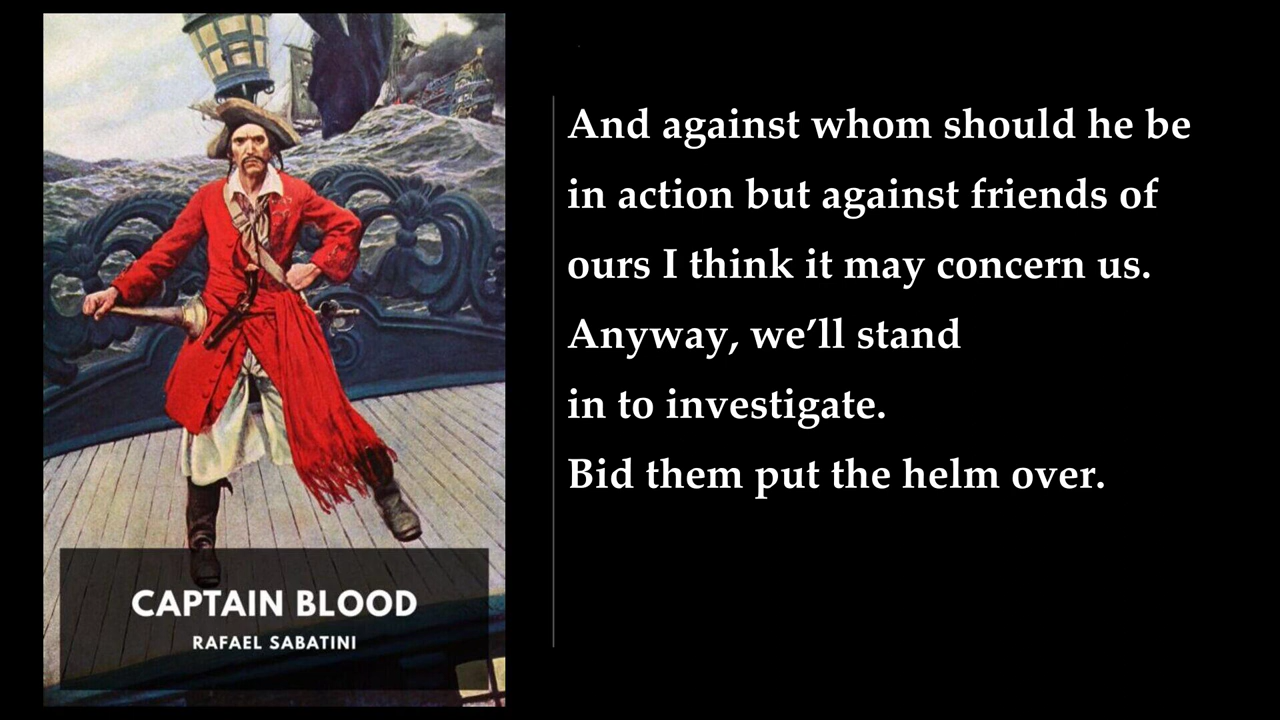 CAPTAIN BLOOD
RAFAEL SABATINI
And against whom should he be
in action but against friends of
ours I think it may concern us.
Anyway, we’ll stand
in to investigate.
Bid them put the helm over.